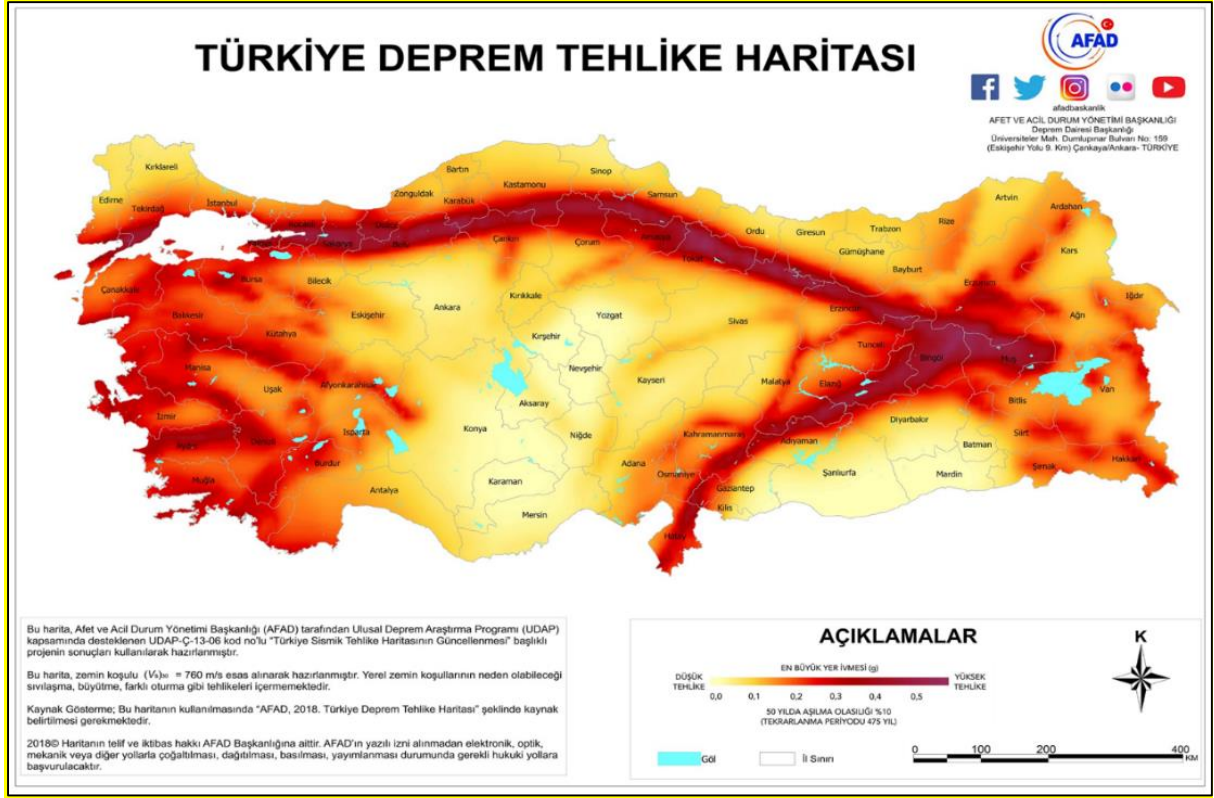 TÜRKİYE DEPREM TEHLİKE HARİTASI
AFAD
afadbaskanlik
AFET VE ACİL DURUM YÖNETİMİ BAŞKANLIĞI
Deprem Dairesi Başkanlığı
Üniversiteler Mah. Dumlupınar Bulvarı No: 159
(Eskişehir Yolu 9. Km) Çankaya/Ankara- TÜRKİYE
Kırklareli
Edirne
Tekirdağ
İstanbul
Zonguldak
Bartın
Karabük
Kastamonu
Sinop
Samsun
Ordu
Giresun
Trabzon
Rize
Artvin
Ardahan
Kars
Gümüşhane
Bayburt
Erzurum
Iğdır
Ağrı
Sakarya
Bolu
Çankırı
Çorum
Amasya
Tokat
Çanakkale
Bursa
Bilecik
Balıkesir
Eskişehir
Ankara
Kırıkkale
Yozgat
Sivas
Erzincan
Tunceli
Bingöl
Muş
Kütahya
Kırşehir
Nevşehir
Kayseri
Malatya
Elazığ
Bitlis
Van
Manisa
Uşak
Afyonkarahisar
Aksaray
Konya
Niğde
Kahramanmaraş
Adıyaman
Diyarbakır
Batman
Siirt
Şırnak
Hakkari
İzmir
Aydın
Denizli
Isparta
Burdur
Muğla
Antalya
Karaman
Mersin
Adana
Osmaniye
Gaziantep
Kilis
Hatay
Şanlıurfa
Mardin
Bu harita, Afet ve Acil Durum Yönetimi Başkanlığı (AFAD) tarafından Ulusal Deprem Araştırma Programı (UDAP)
kapsamında desteklenen UDAP-Ç-13-06 kod no'lu "Türkiye Sismik Tehlike Haritasının Güncellenmesi" başlıklı
projenin sonuçları kullanılarak hazırlanmıştır.
Bu harita, zemin koşulu (Vs)30 = 760 m/s esas alınarak hazırlanmıştır. Yerel zemin koşullarının neden olabileceği
sıvılaşma, büyütme, farklı oturma gibi tehlikeleri içermemektedir.
Kaynak Gösterme; Bu haritanın kullanılmasında "AFAD, 2018. Türkiye Deprem Tehlike Haritası" şeklinde kaynak
belirtilmesi gerekmektedir.
2018© Haritanın telif ve iktibas hakkı AFAD Başkanlığına aittir. AFAD'ın yazılı izni alınmadan elektronik, optik,
mekanik veya diğer yollarla çoğaltılması, dağıtılması, basılması, yayımlanması durumunda gerekli hukuki yollara
başvurulacaktır.
AÇIKLAMALAR
EN BÜYÜK YER İVMESİ (g)
DÜŞÜK
TEHLİKE
YÜKSEK
TEHLİKE
0,0 0,1 0,2 0,3 0,4 0,5
50 YILDA AŞILMA OLASILIĞI %10
(TEKRARLANMA PERİYODU 475 YIL)
Göl
İl Sınırı
K
0 100 200 400
KM